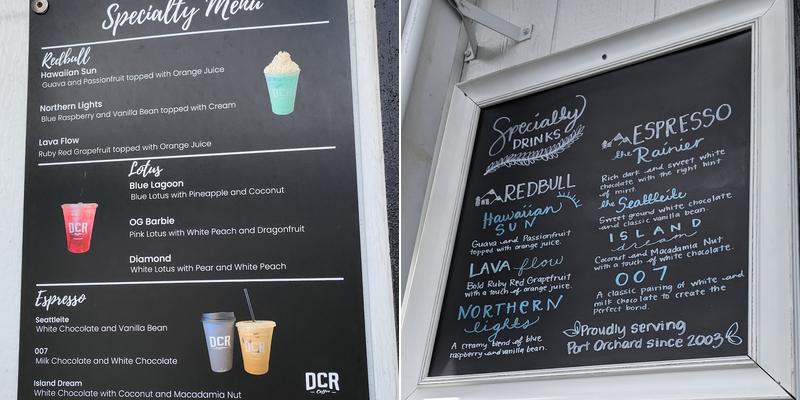 Specialty Menu
Redbull
Hawaiian Sun
Guava and Passionfruit topped with Orange Juice
Northern Lights
Blue Raspberry and Vanilla Bean topped with Cream
Lava Flow
Ruby Red Grapefruit topped with Orange Juice
Lotus
Blue Lagoon
Blue Lotus with Pineapple and Coconut
OG Barbie
Pink Lotus with White Peach and Dragonfruit
Diamond
White Lotus with Pear and White Peach
Espresso
Seattleite
White Chocolate and Vanilla Bean
007
Milk Chocolate and White Chocolate
Island Dream
White Chocolate with Coconut and Macadamia Nut
DCR
DCR
DCR
DCR
DCR
Coffee
Specialty
DRINKS
REDBULL
Hawaiian
SUN
Guava and Passionfruit
topped with orange juice.
LAVA flow
Bold Ruby Red Grapefruit
with a touch of orange juice.
NORTHERN
lights
A creamy blend of blue
raspberry and vanilla bean.
ESPRESSO
the Rainier
Rich dark and sweet white
chocolate with the right hint
of mint.
the Seattleite
Sweet ground white chocolate
and classic vanilla bean.
ISLAND
dream
Coconut and Macadamia Nut
with a touch of white chocolate.
007
A classic pairing of white and
milk chocolate to create the
perfect bond.
Proudly serving
Port Orchard since 2003